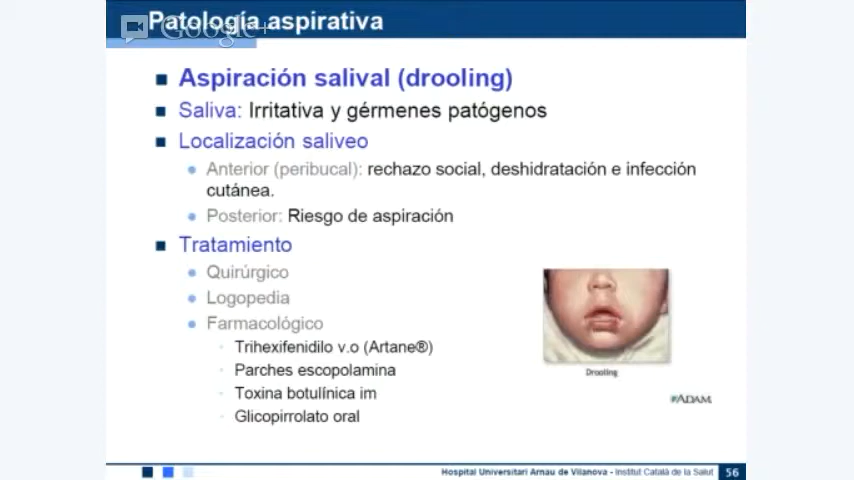 Patología aspirativa
Google+
Aspiración salival (drooling)
Saliva: Irritativa y gérmenes patógenos
Localización saliveo
Anterior (peribucal): rechazo social, deshidratación e infección
cutánea.
Posterior: Riesgo de aspiración
Tratamiento
Quirúrgico
Logopedia
Farmacológico
Trihexifenidilo v.o (Artane®)
Parches escopolamina
Toxina botulínica im
Glicopirrolato oral
Drooling
ADAM.
Hospital Universitari Arnau de Vilanova - Institut Català de la Salut 56